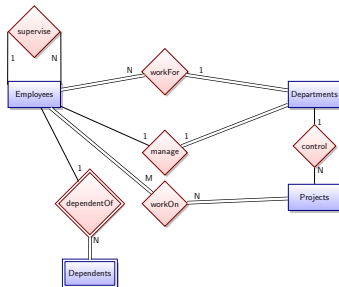 supervise
1 N
N workFor 1
Employees
Departments
1 manage 1
1
control
N
M
workOn N
Projects
1
dependentOf
N
Dependents